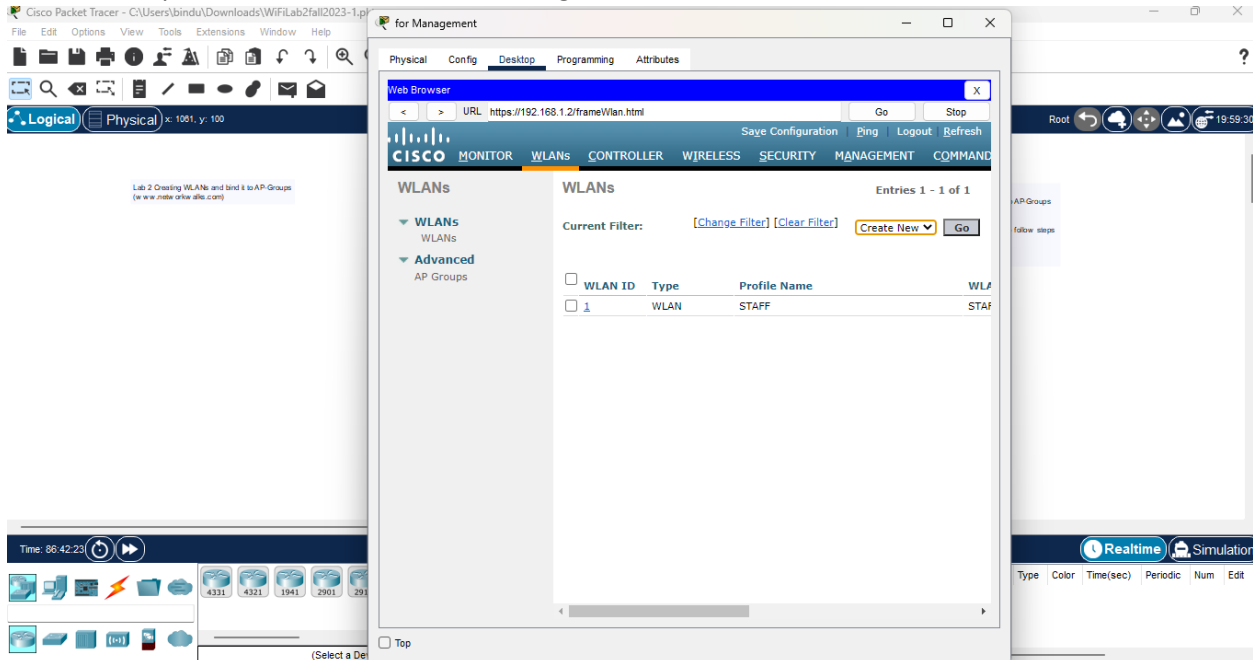 Cisco Packet Tracer - C:\Users\bindu\Downloads\WiFiLab2fall2023-1.p
File Edit Options View Tools Extensions Window Help
for Management
Physical Config Desktop Programming Attributes
Web Browser X
< > URL https://192.168.1.2/frameWlan.html Go Stop
Save Configuration Ping Logout Refresh
CISCO MONITOR WLANs CONTROLLER WIRELESS SECURITY MANAGEMENT COMMAND
WLANs
WLANs
WLANs
Advanced
AP Groups
WLANs Entries 1 - 1 of 1
Current Filter: [Change Filter] [Clear Filter] Create New Go
WLAN ID Type Profile Name WLA
1 WLAN STAFF STAF
Top
?
Logical Physical x: 1061, y: 100
Root 19:59:30
Lab 2 Creating WLANs and bind it to AP-Groups
(www.networkwalks.com)
AP-Groups
follow steps
Time: 86:42:23
Realtime Simulation
4331 4321 1941 2901 291
Type Color Time(sec) Periodic Num Edit
(Select a De